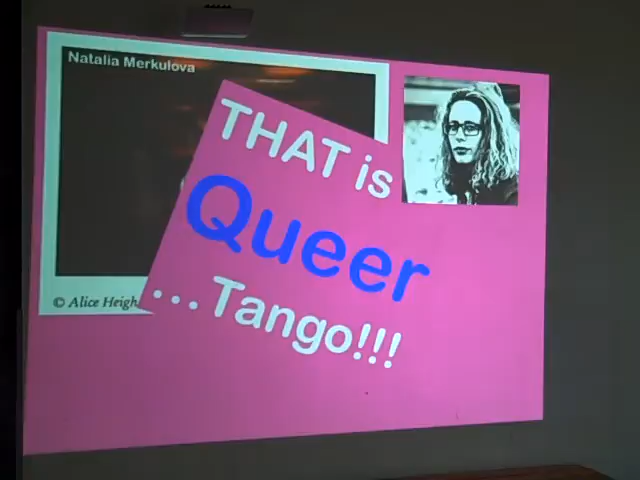 Natalia Merkulova
THAT is
Queer
...Tango!!!
© Alice Heigh